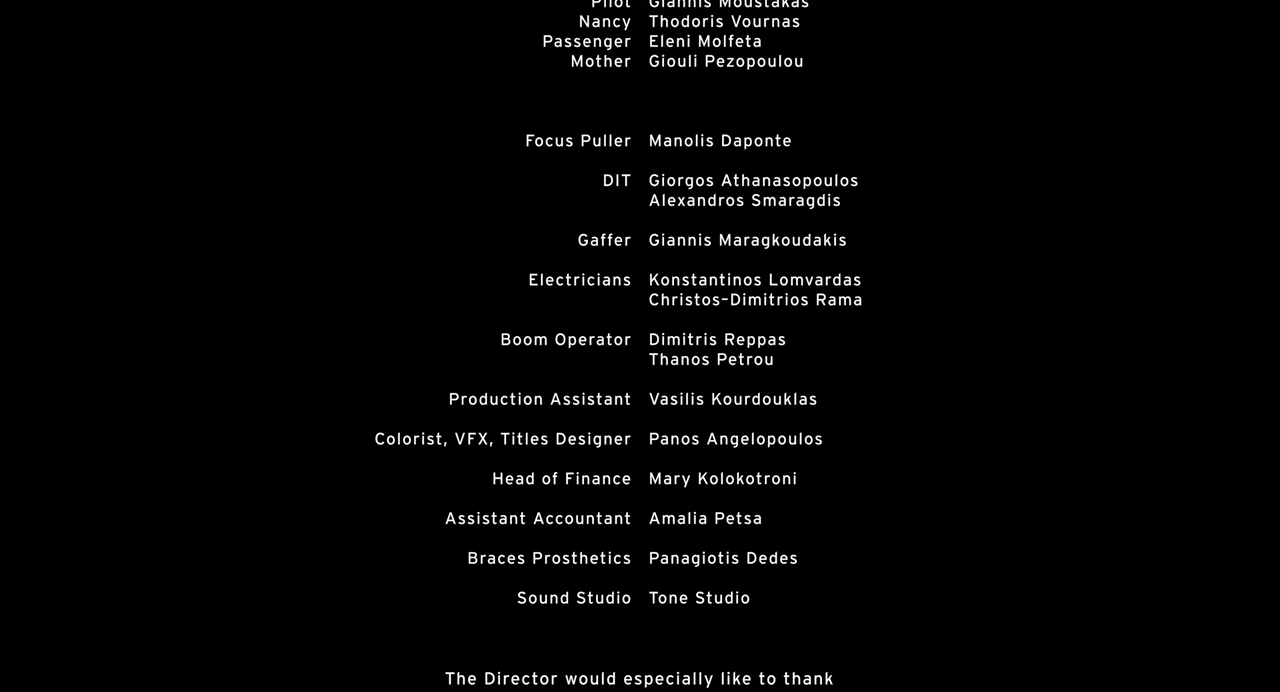 Pilot Giannis Moustakas
Nancy Thodoris Vournas
Passenger Eleni Molfeta
Mother Giouli Pezopoulou
Focus Puller Manolis Daponte
DIT Giorgos Athanasopoulos
Alexandros Smaragdis
Gaffer Giannis Maragkoudakis
Electricians Konstantinos Lomvardas
Christos-Dimitrios Rama
Boom Operator Dimitris Reppas
Thanos Petrou
Production Assistant Vasilis Kourdouklas
Colorist, VFX, Titles Designer Panos Angelopoulos
Head of Finance Mary Kolokotroni
Assistant Accountant Amalia Petsa
Braces Prosthetics Panagiotis Dedes
Sound Studio Tone Studio
The Director would especially like to thank